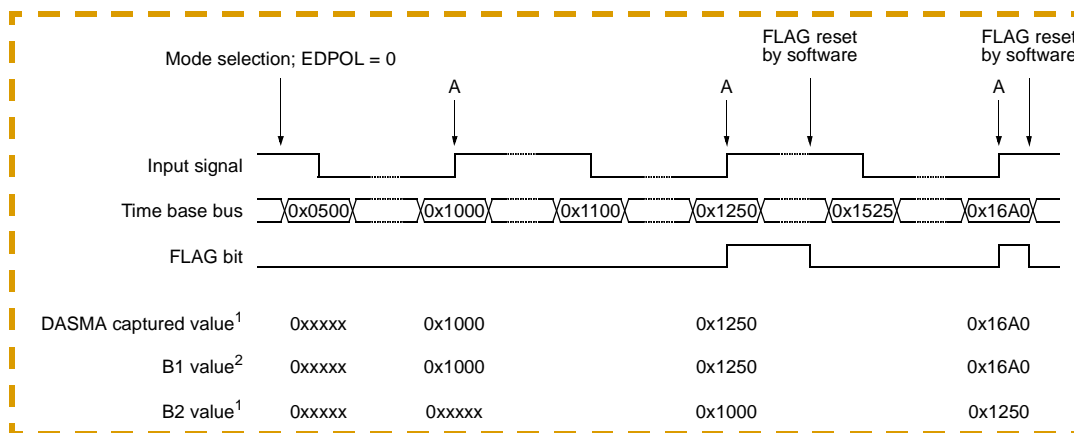 FLAG reset
by software
FLAG reset
by software
Mode selection; EDPOL = 0
A
A
A
Input signal
Time base bus
0x0500
0x1000
0x1100
0x1250
0x1525
0x16A0
FLAG bit
DASMA captured value1 0xxxxx 0x1000 0x1250 0x16A0
B1 value2 0xxxxx 0x1000 0x1250 0x16A0
B2 value1 0xxxxx 0xxxxx 0x1000 0x1250